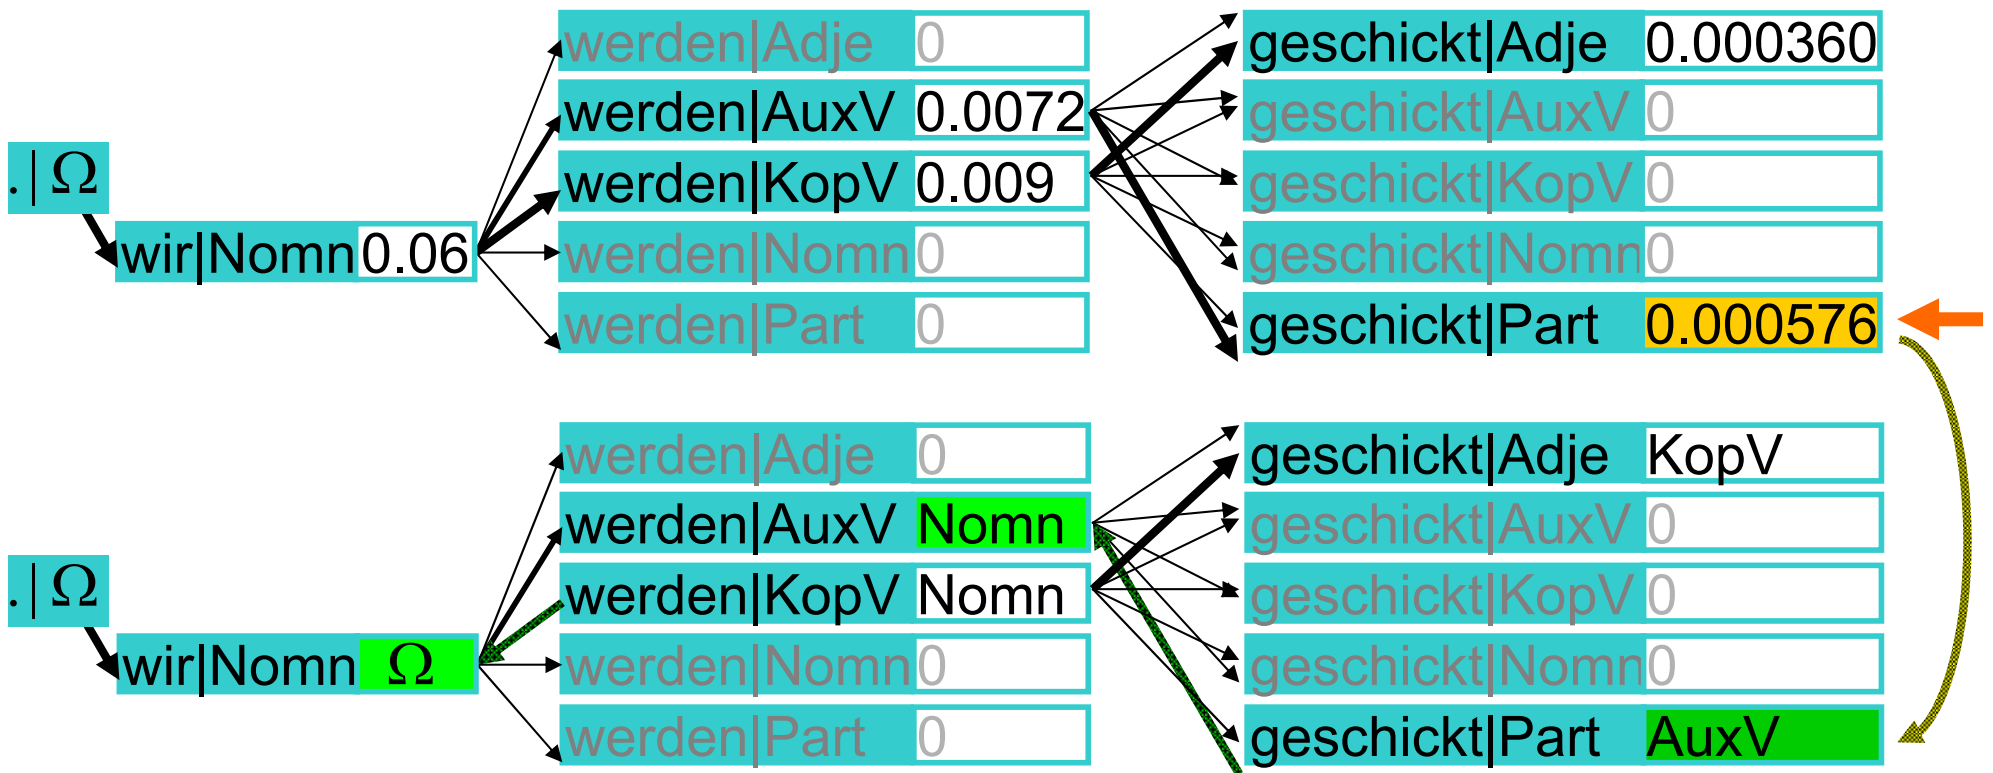 werden|Adje 0 geschickt|Adje 0.000360
werden|AuxV 0.0072 geschickt|AuxV 0
.|Ω werden|KopV 0.009 geschickt|KopV 0
wir|Nomn 0.06 werden|Nomn 0 geschickt|Nomn 0
werden|Part 0 geschickt|Part 0.000576
werden|Adje 0 geschickt|Adje KopV
werden|AuxV Nomn geschickt|AuxV 0
.|Ω werden|KopV Nomn geschickt|KopV 0
wir|Nomn Ω werden|Nomn 0 geschickt|Nomn 0
werden|Part 0 geschickt|Part AuxV